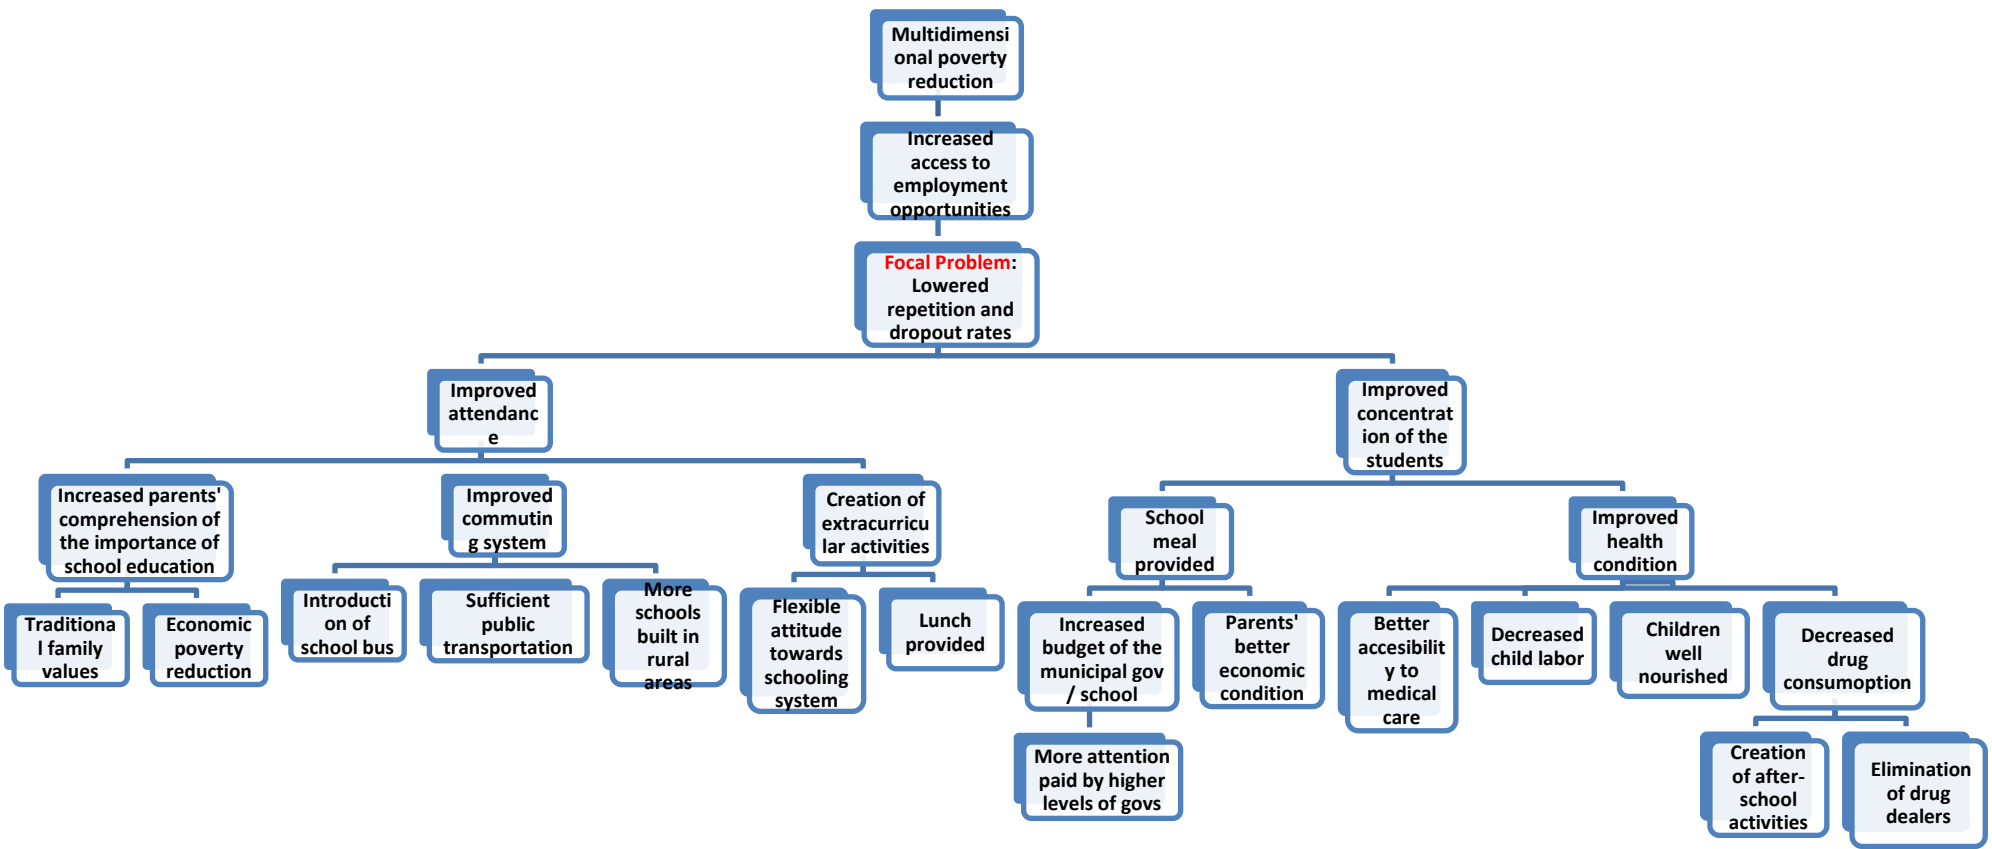 Multidimensi
onal poverty
reduction
Increased
access to
employment
opportunities
Focal Problem:
Lowered
repetition and
dropout rates
Improved
attendanc
e
Improved
concentrat
ion of the
students
Increased parents'
comprehension of
the importance of
school education
Improved
commutin
g system
Creation of
extracurricu
lar activities
School
meal
provided
Improved
health
condition
Traditiona
l family
values
Economic
poverty
reduction
Introducti
on of
school bus
Sufficient
public
transportation
More
schools
built in
rural
areas
Flexible
attitude
towards
schooling
system
Lunch
provided
Increased
budget of the
municipal gov
/ school
Parents'
better
economic
condition
Better
accesibilit
y to
medical
care
Decreased
child labor
Children
well
nourished
Decreased
drug
consumoption
More attention
paid by higher
levels of govs
Creation
of after-
school
activities
Elimination
of drug
dealers